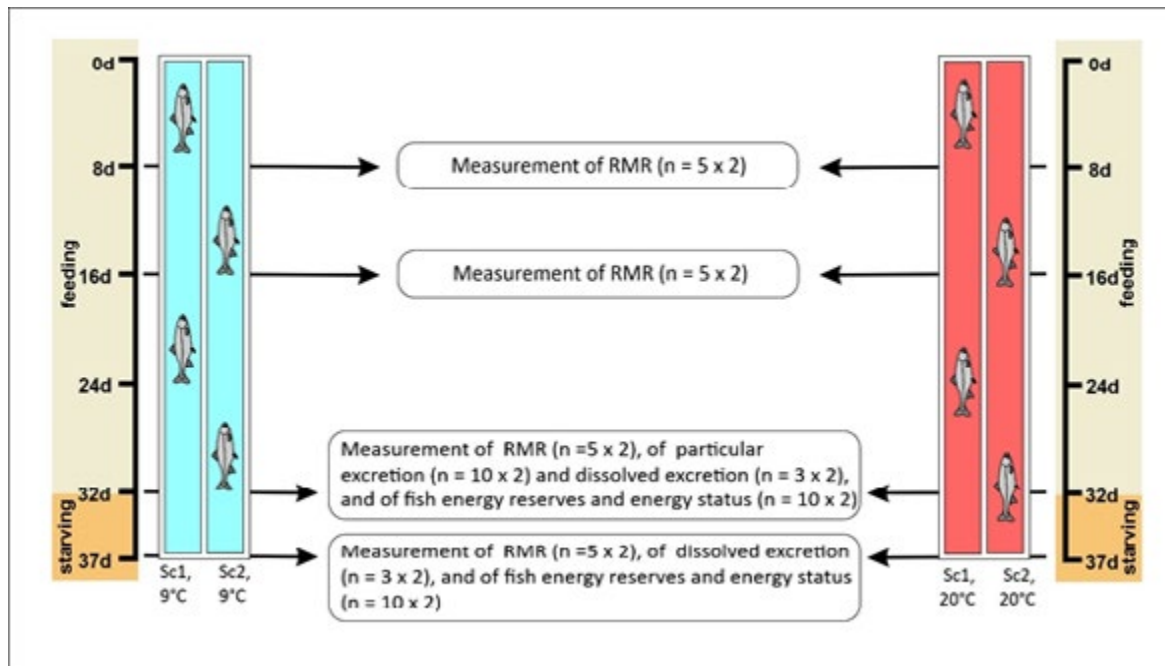 0d
8d
feeding
16d
24d
32d
starving
37d
Sc1,
9°C
Sc2,
9°C
Measurement of RMR (n = 5 x 2)
Measurement of RMR (n = 5 x 2)
Measurement of RMR (n =5 x 2), of particular
excretion (n = 10 x 2) and dissolved excretion (n = 3 x 2),
and of fish energy reserves and energy status (n = 10 x 2)
Measurement of RMR (n =5 x 2), of dissolved excretion
(n = 3 x 2), and of fish energy reserves and energy status
(n = 10 x 2)
Sc1,
20°C
Sc2,
20°C
0d
8d
feeding
16d
24d
32d
starving
37d